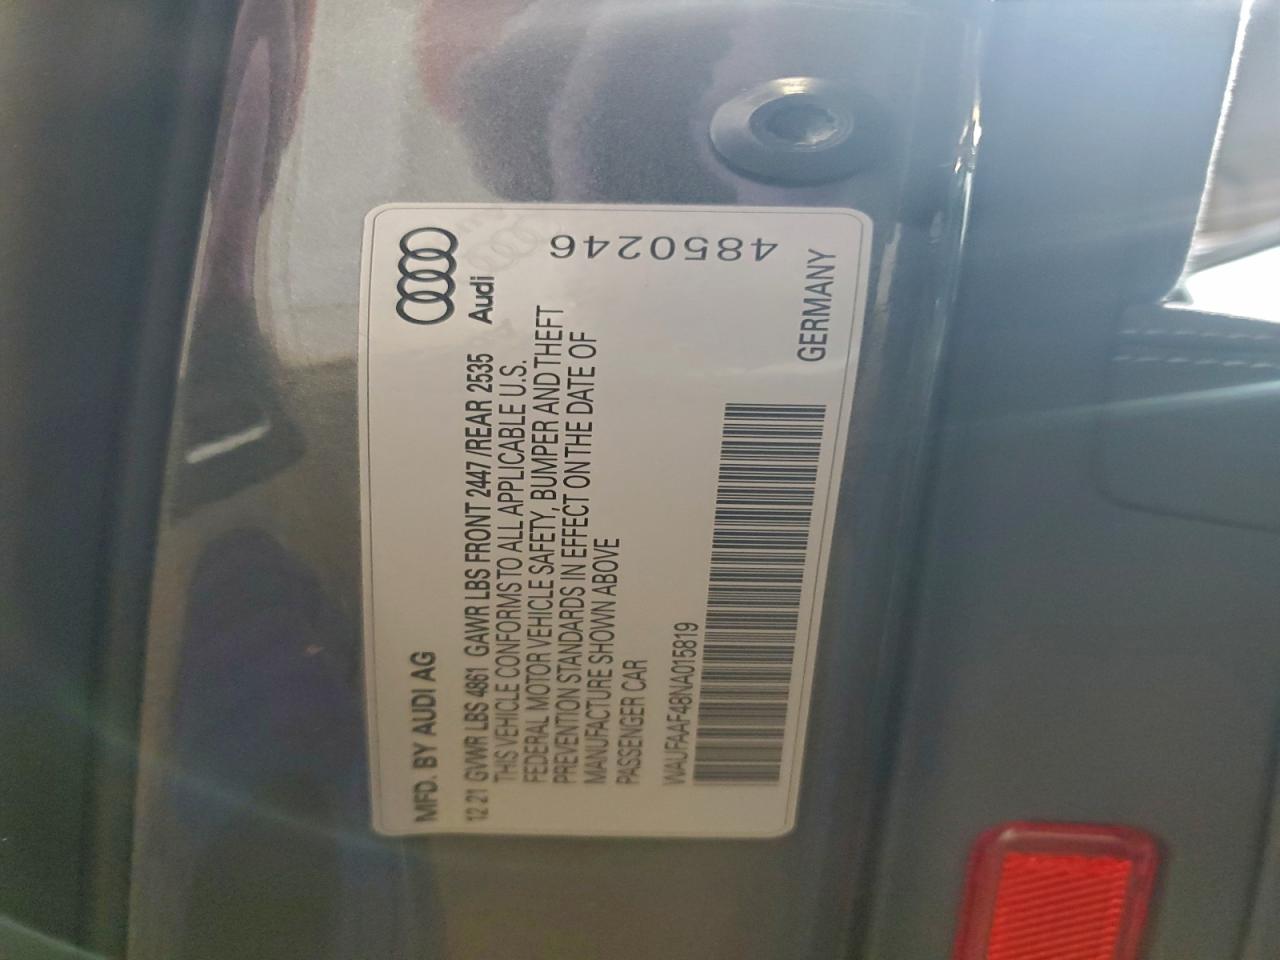 MFD. BY AUDI AG
Audi
12 21 GVWR LBS 4861 GAWR LBS FRONT 2447 /REAR 2535
THIS VEHICLE CONFORMS TO ALL APPLICABLE U.S.
FEDERAL MOTOR VEHICLE SAFETY, BUMPER AND THEFT
PREVENTION STANDARDS IN EFFECT ON THE DATE OF
MANUFACTURE SHOWN ABOVE
PASSENGER CAR
4850246
WAUFAAF48NA015819
GERMANY